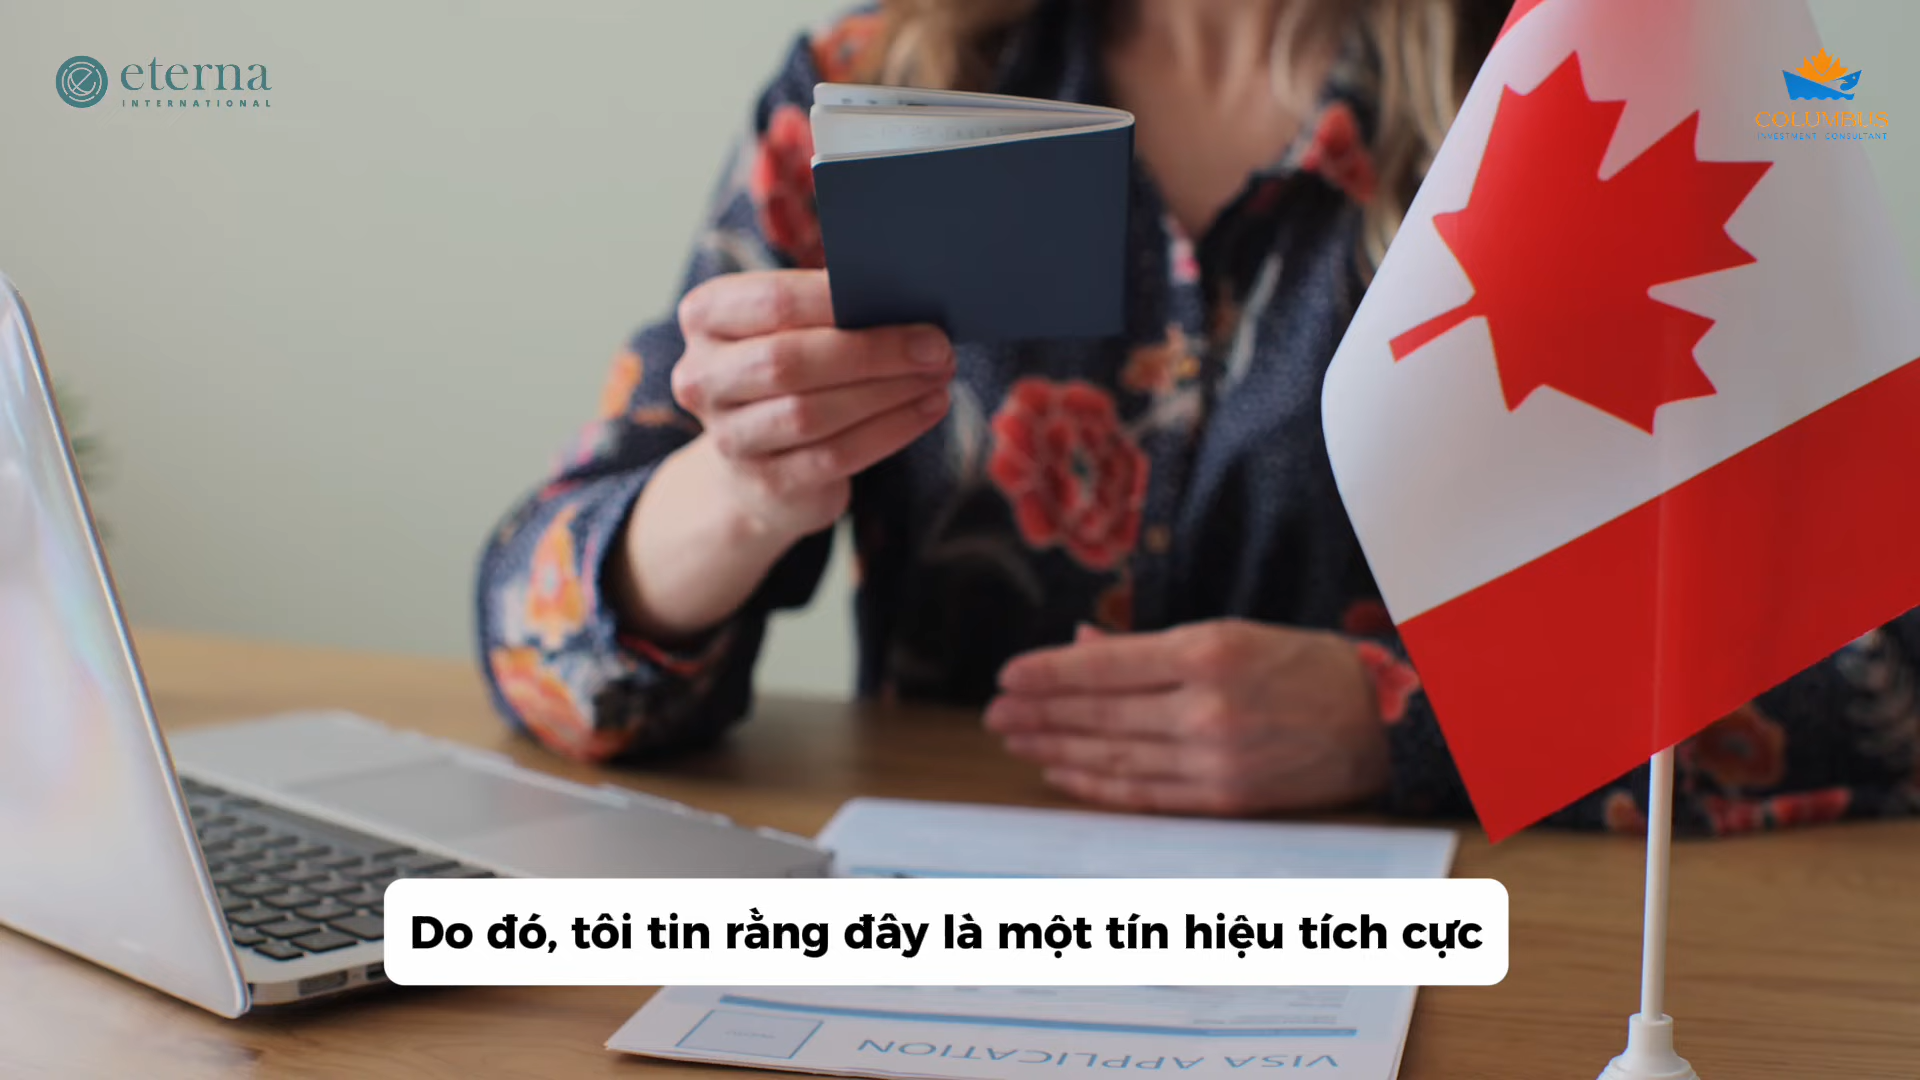 eterna
INTERNATIONAL
COLUMBUS
INVESTMENT CONSULTANT
Do đó, tôi tin rằng đây là một tín hiệu tích cực
VISA APPLICATION